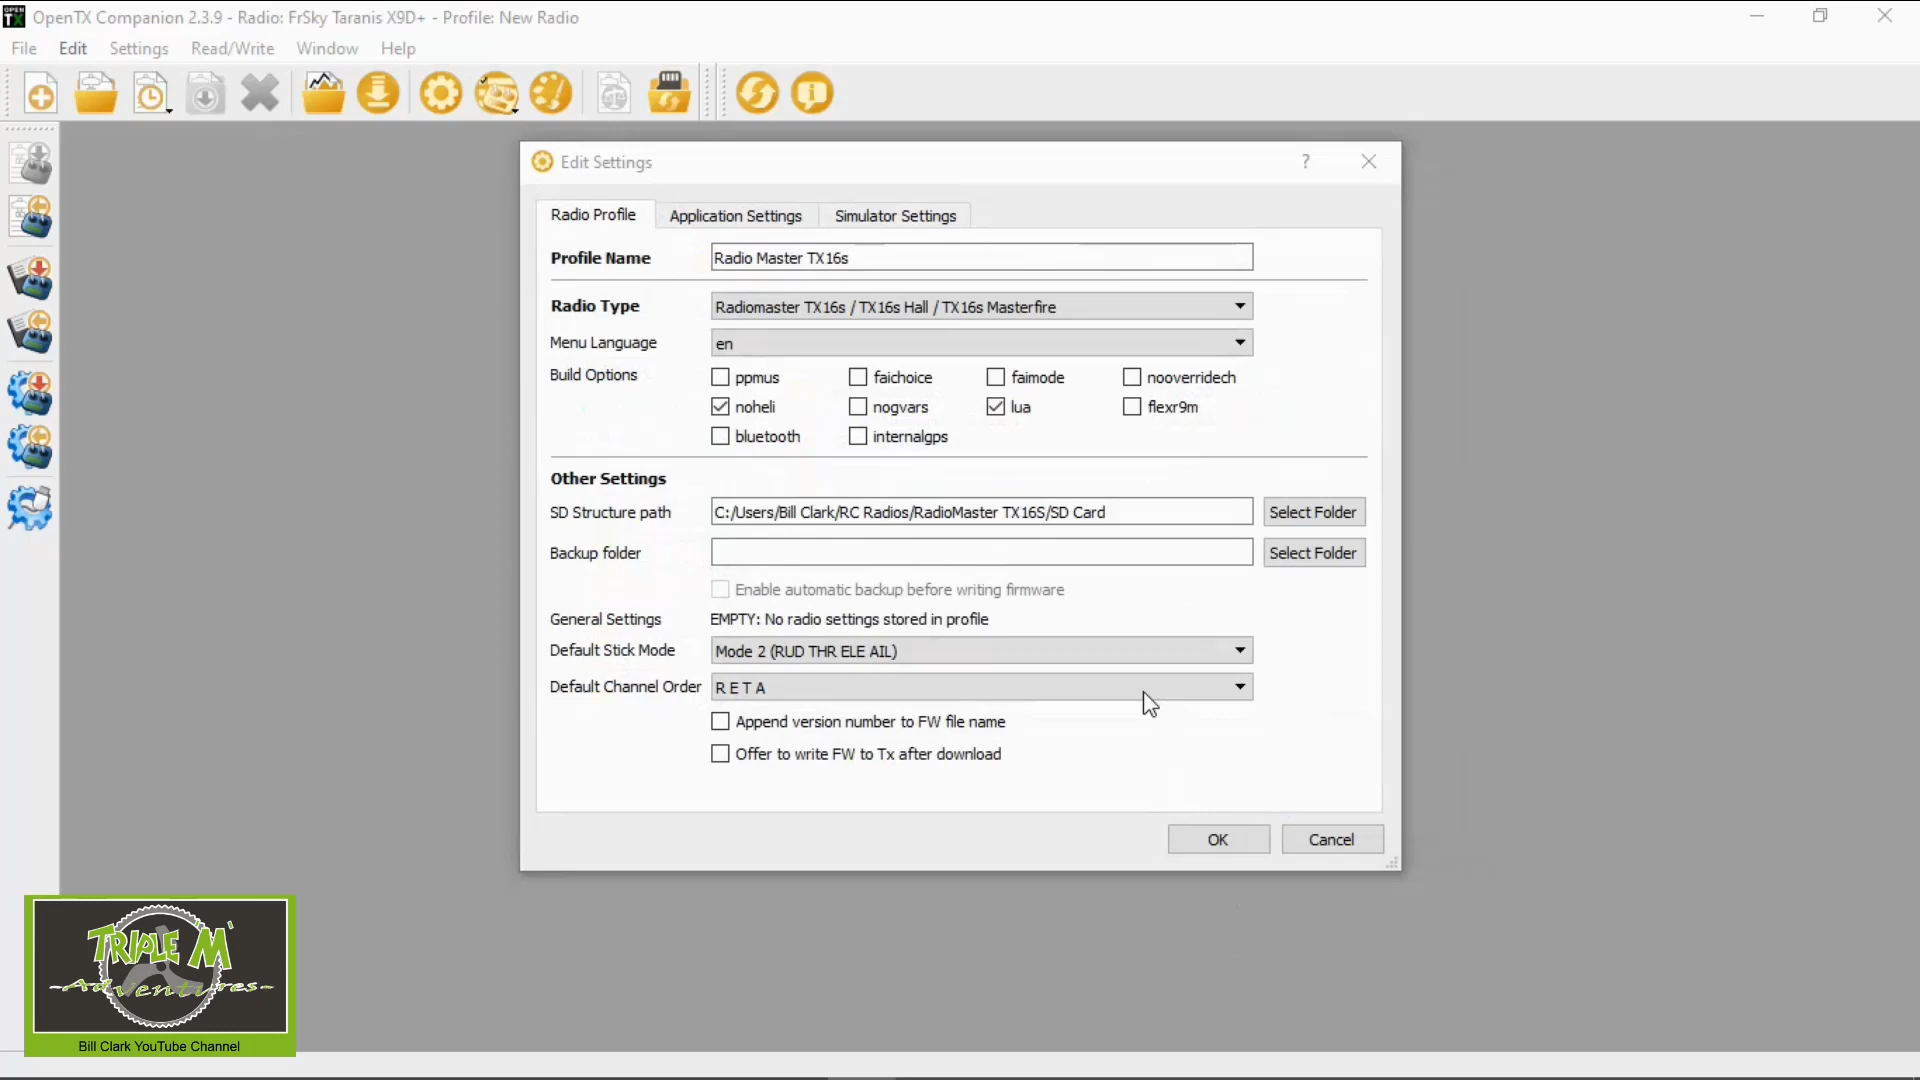 OpenTX Companion 2.3.9 - Radio: FrSky Taranis X9D+ - Profile: New Radio
File Edit Settings Read/Write Window Help
Edit Settings
Radio Profile Application Settings Simulator Settings
Profile Name Radio Master TX16s
Radio Type Radiomaster TX16s / TX16s Hall / TX16s Masterfire
Menu Language en
Build Options ppmus faichoice faimode nooverridech
noheli nogvars lua flexr9m
bluetooth internalgps
Other Settings
SD Structure path C:/Users/Bill Clark/RC Radios/RadioMaster TX16S/SD Card Select Folder
Backup folder Select Folder
Enable automatic backup before writing firmware
General Settings EMPTY: No radio settings stored in profile
Default Stick Mode Mode 2 (RUD THR ELE AIL)
Default Channel Order R E T A
Append version number to FW file name
Offer to write FW to Tx after download
OK Cancel
TRIPLE M
-Adventures-
Bill Clark YouTube Channel